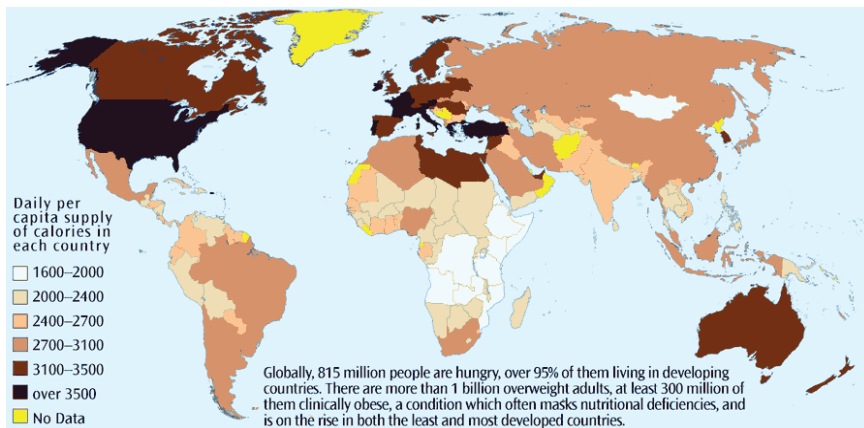 Daily per
capita supply
of calories in
each country
1600–2000
2000–2400
2400–2700
2700–3100
3100–3500
over 3500
No Data
Globally, 815 million people are hungry, over 95% of them living in developing
countries. There are more than 1 billion overweight adults, at least 300 million of
them clinically obese, a condition which often masks nutritional deficiencies, and
is on the rise in both the least and most developed countries.